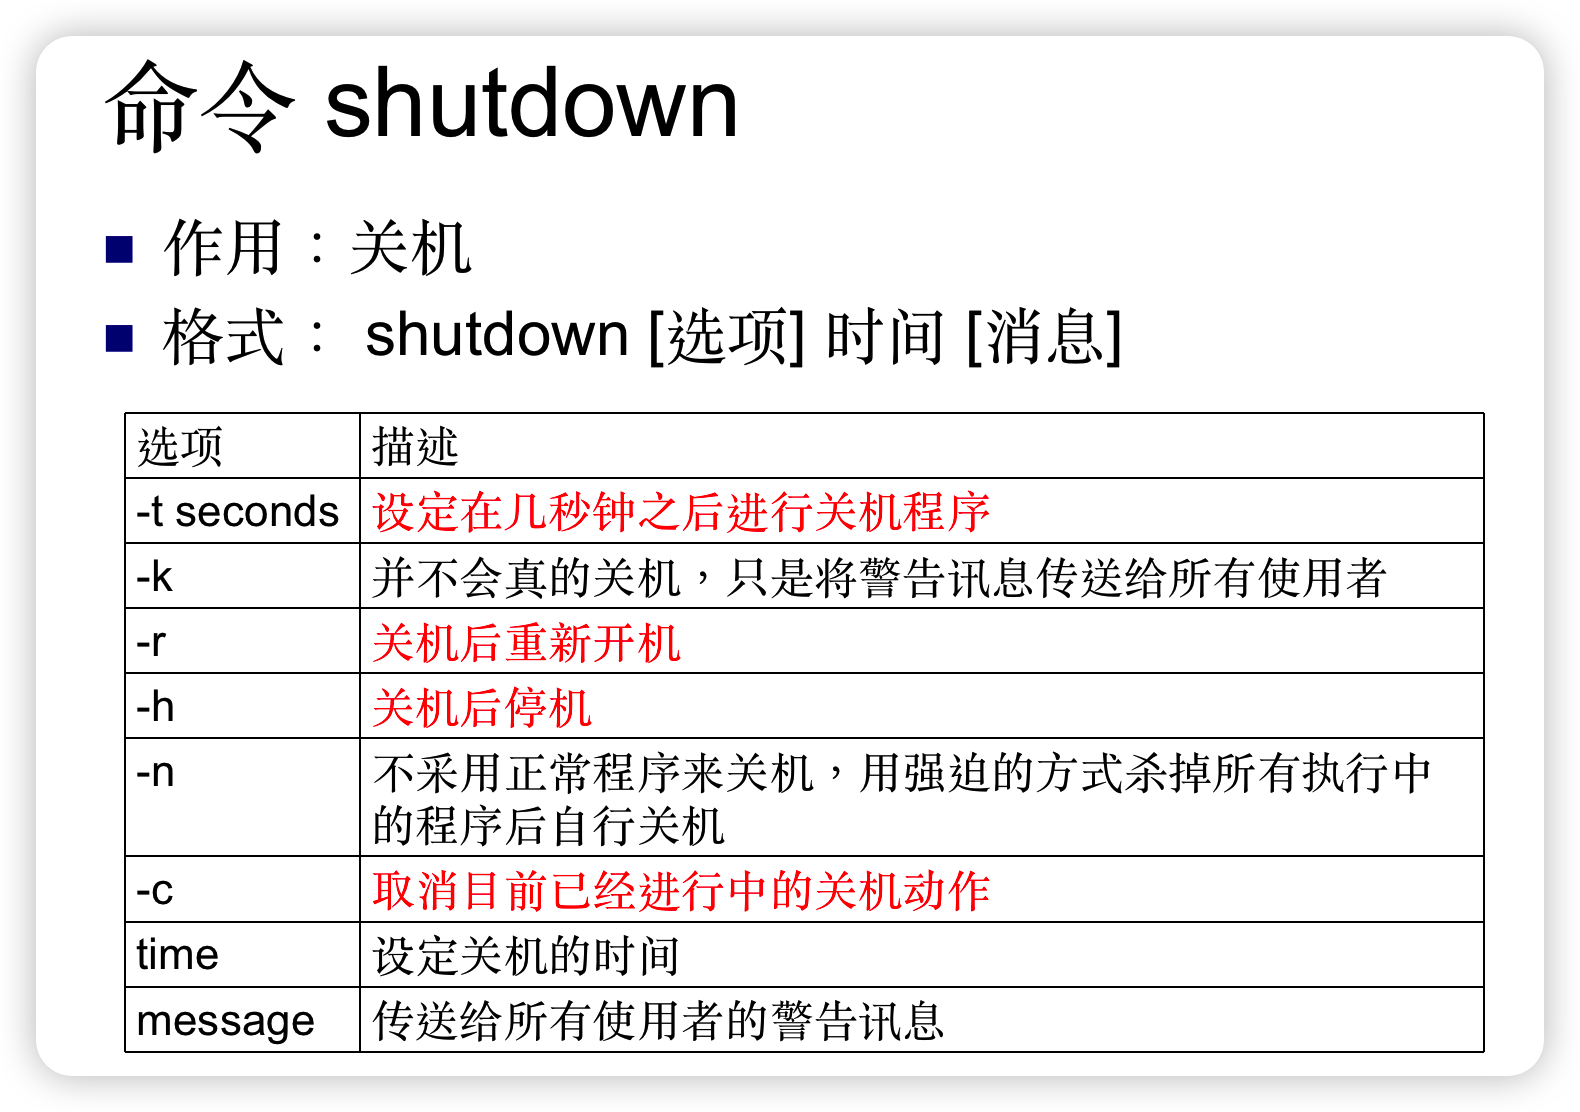 命令 shutdown
作用：关机
格式： shutdown [选项] 时间 [消息]
选项 描述
-t seconds 设定在几秒钟之后进行关机程序
-k 并不会真的关机，只是将警告讯息传送给所有使用者
-r 关机后重新开机
-h 关机后停机
-n 不采用正常程序来关机，用强迫的方式杀掉所有执行中
的程序后自行关机
-c 取消目前已经进行中的关机动作
time 设定关机的时间
message 传送给所有使用者的警告讯息